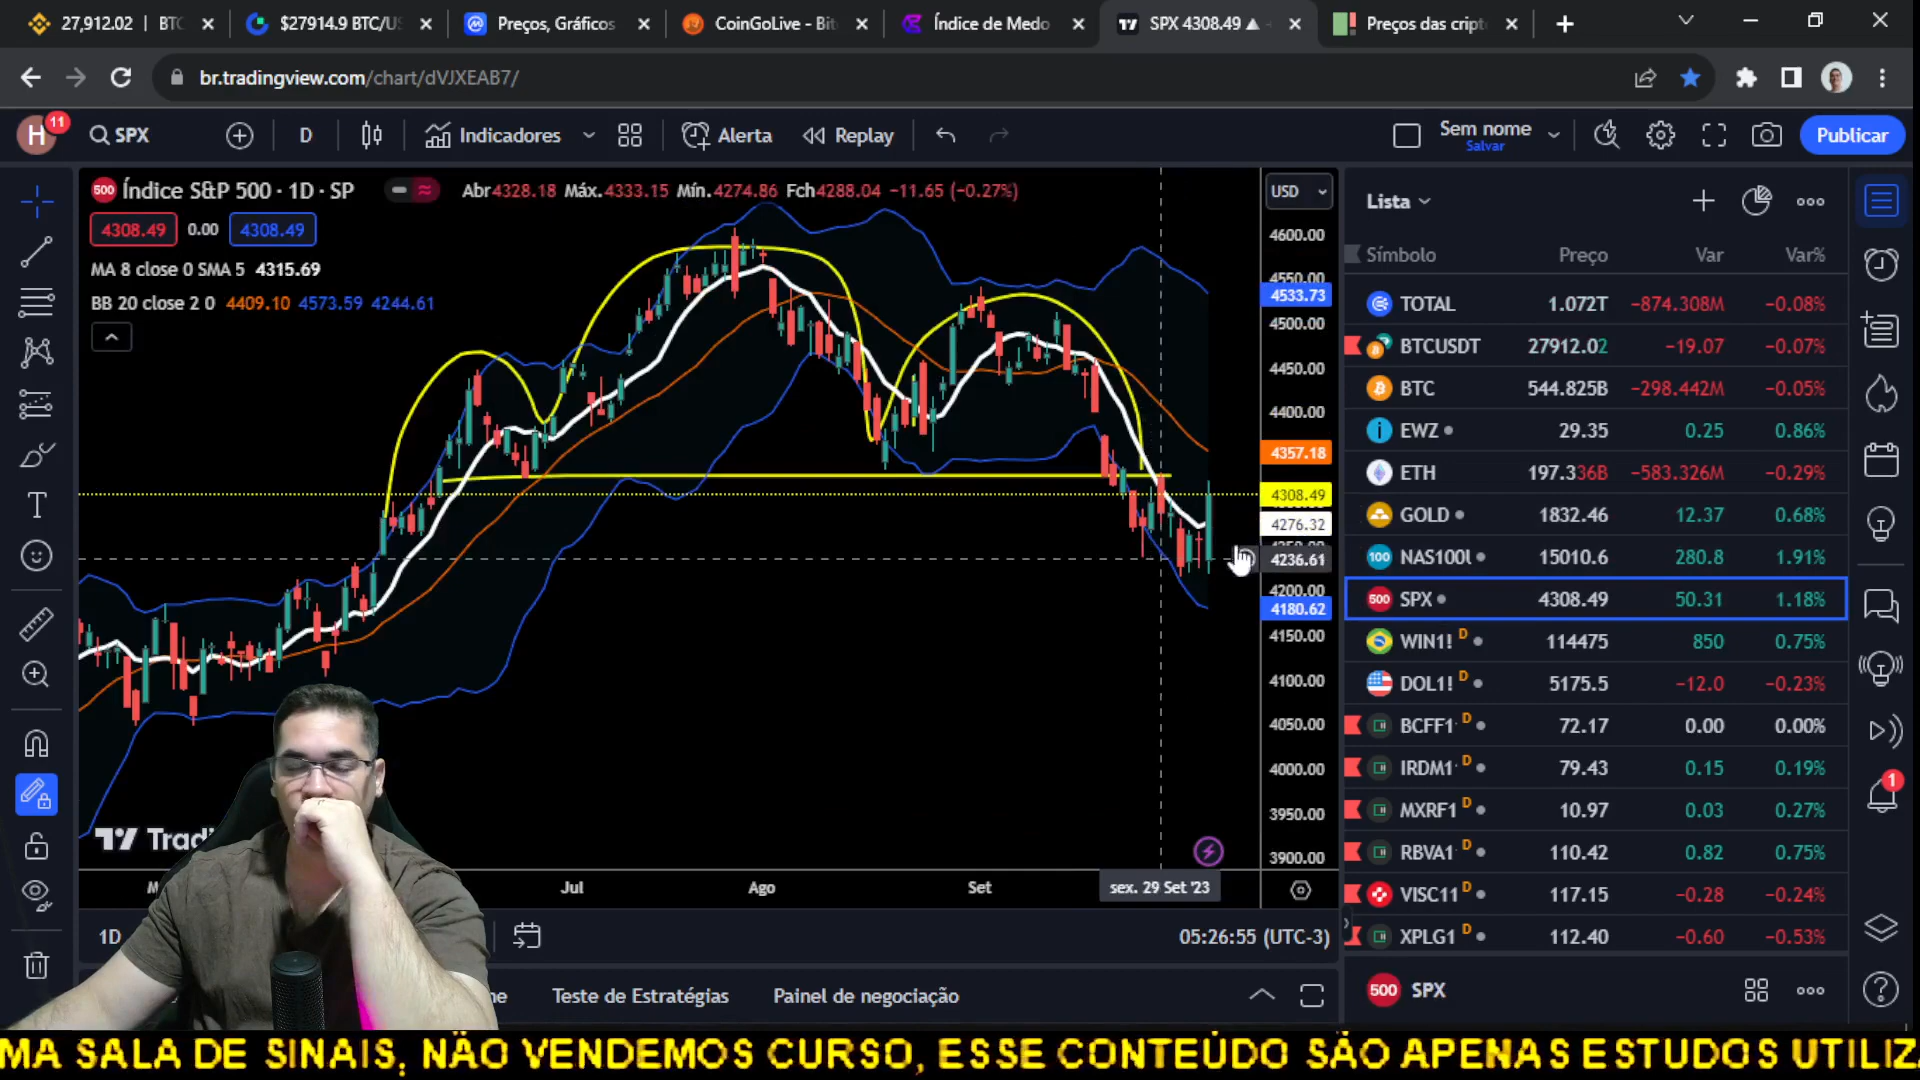 27,912.02 | BTC
$27914.9 BTC/US
Preços, Gráficos
CoinGoLive - Bit
Índice de Medo
SPX 4308.49 ▲
Preços das cript
br.tradingview.com/chart/dVJXEAB7/
H
11
SPX
D
Indicadores
Alerta
Replay
Sem nome
Salvar
Publicar
500 Índice S&P 500 · 1D · SP
Abr4328.18 Máx.4333.15 Mín.4274.86 Fch4288.04 −11.65 (−0.27%)
USD
4308.49 0.00 4308.49
MA 8 close 0 SMA 5 4315.69
BB 20 close 2 0 4409.10 4573.59 4244.61
4600.00
4550.00
4533.73
4500.00
4450.00
4400.00
4357.18
4308.49
4276.32
4236.61
4200.00
4180.62
4150.00
4100.00
4050.00
4000.00
3950.00
3900.00
Jul
Ago
Set
sex. 29 Set '23
1D
05:26:55 (UTC-3)
Teste de Estratégias
Painel de negociação
Lista
Símbolo Preço Var Var%
TOTAL 1.072T −874.308M −0.08%
BTCUSDT 27912.02 −19.07 −0.07%
BTC 544.825B −298.442M −0.05%
EWZ 29.35 0.25 0.86%
ETH 197.336B −583.326M −0.29%
GOLD 1832.46 12.37 0.68%
100 NAS100U 15010.6 280.8 1.91%
500 SPX 4308.49 50.31 1.18%
WIN1! D 114475 850 0.75%
DOL1! D 5175.5 −12.0 −0.23%
BCFF1 D 72.17 0.00 0.00%
IRDM1 D 79.43 0.15 0.19%
MXRF1 D 10.97 0.03 0.27%
RBVA1 D 110.42 0.82 0.75%
VISC11 D 117.15 −0.28 −0.24%
XPLG1 D 112.40 −0.60 −0.53%
500 SPX
1
MA SALA DE SINAIS, NÃO VENDEMOS CURSO, ESSE CONTEÚDO SÃO APENAS ESTUDOS UTILIZA